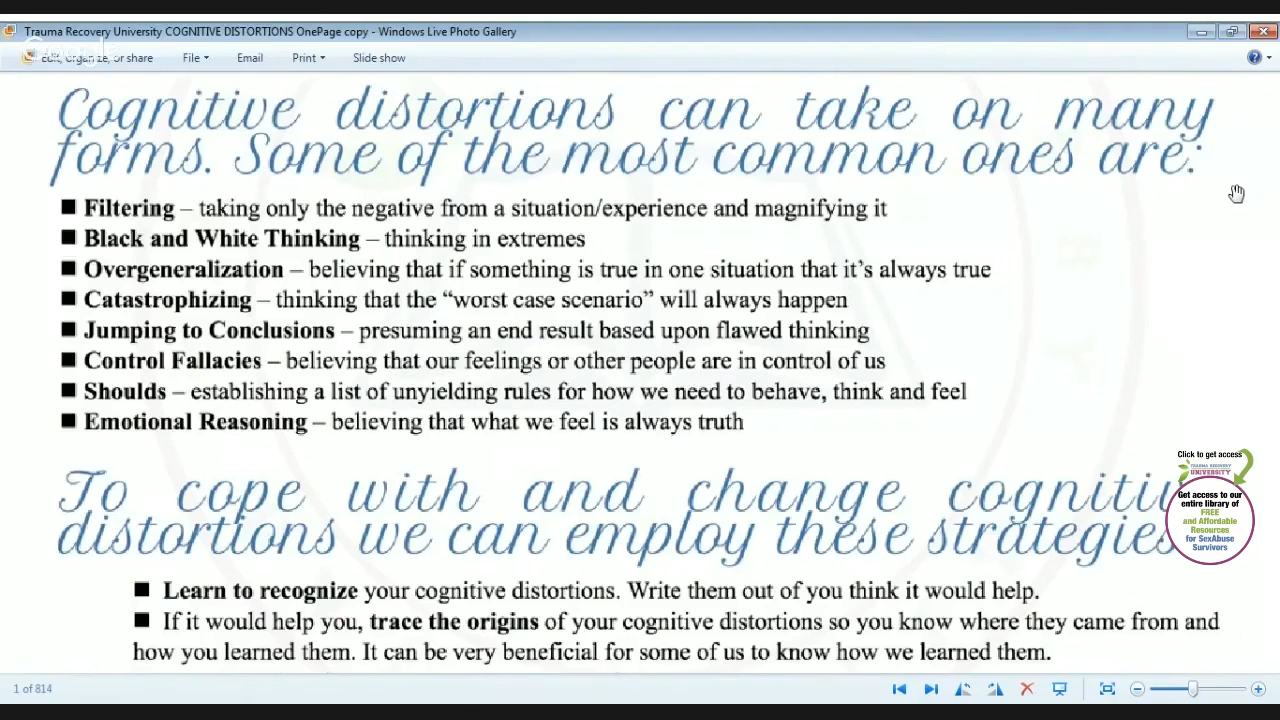 Trauma Recovery University COGNITIVE DISTORTIONS OnePage copy - Windows Live Photo Gallery
Edit, organize, or share File Email Print Slide show
Google
Cognitive distortions can take on many
forms. Some of the most common ones are:
■ Filtering – taking only the negative from a situation/experience and magnifying it
■ Black and White Thinking – thinking in extremes
■ Overgeneralization – believing that if something is true in one situation that it’s always true
■ Catastrophizing – thinking that the “worst case scenario” will always happen
■ Jumping to Conclusions – presuming an end result based upon flawed thinking
■ Control Fallacies – believing that our feelings or other people are in control of us
■ Shoulds – establishing a list of unyielding rules for how we need to behave, think and feel
■ Emotional Reasoning – believing that what we feel is always truth
To cope with and change cogniti
distortions we can employ these strategies
Click to get access
TRAUMA RECOVERY
UNIVERSITY
Get access to our
entire library of
FREE
and Affordable
Resources
for SexAbuse
Survivors
■ Learn to recognize your cognitive distortions. Write them out of you think it would help.
■ If it would help you, trace the origins of your cognitive distortions so you know where they came from and
how you learned them. It can be very beneficial for some of us to know how we learned them.
1 of 814